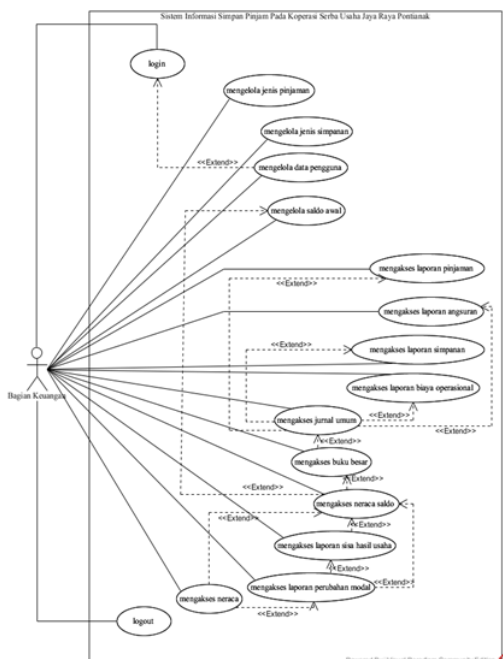 Sistem Informasi Simpan Pinjam Pada Koperasi Serba Usaha Jaya Raya Pontianak
login
mengelola jenis pinjaman
mengelola jenis simpanan
<<Extend>>
mengelola data pengguna
mengelola saldo awal
mengakses laporan pinjaman
<<Extend>>
mengakses laporan angsuran
<<Extend>>
mengakses laporan simpanan
mengakses laporan biaya operasional
Bagian Keuangan
mengakses jurnal umum
<<Extend>>
<<Extend>>
<<Extend>>
mengakses buku besar
<<Extend>>
<<Extend>>
mengakses neraca saldo
<<Extend>>
<<Extend>>
mengakses laporan sisa hasil usaha
<<Extend>>
mengakses laporan perubahan modal
<<Extend>>
mengakses neraca
<<Extend>>
logout